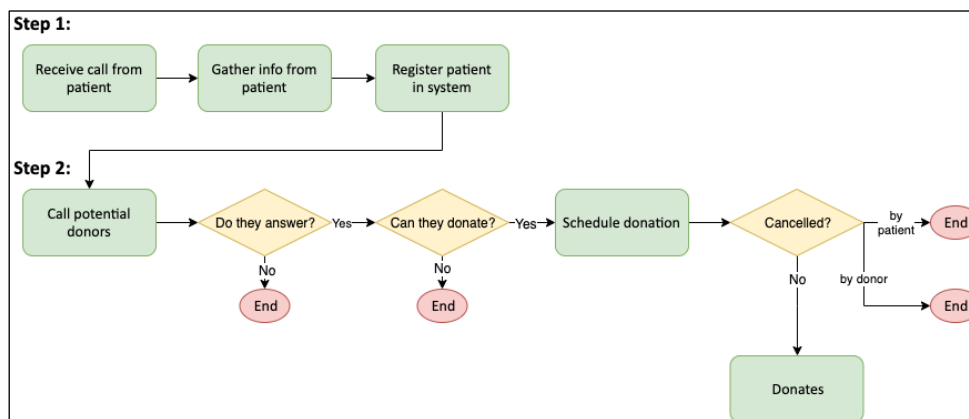 Step 1:
Receive call from
patient
Gather info from
patient
Register patient
in system
Step 2:
Call potential
donors
Do they answer?
Yes
Can they donate?
Yes
Schedule donation
Cancelled?
by
patient
End
No
End
No
End
No
by donor
End
Donates